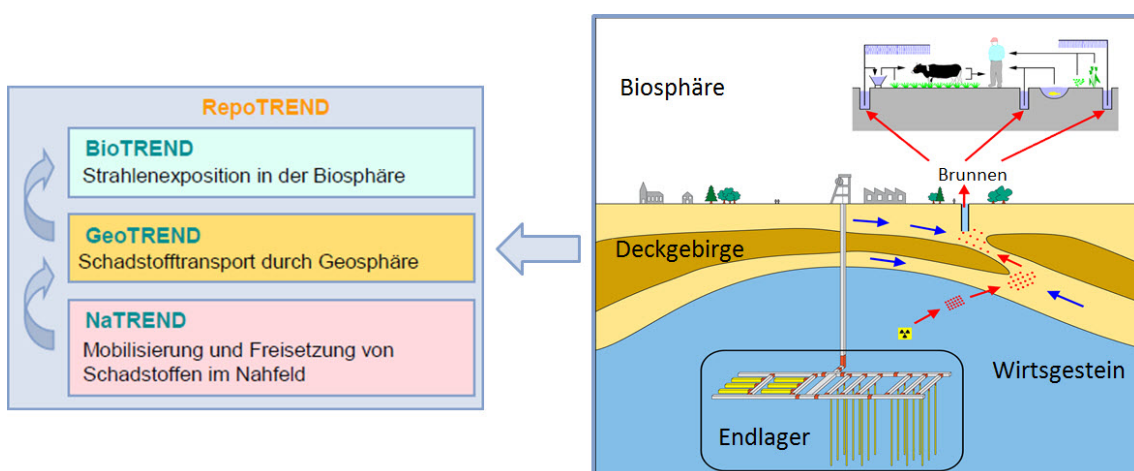 RepoTREND
BioTREND
Strahlenexposition in der Biosphäre
GeoTREND
Schadstofftransport durch Geosphäre
NaTREND
Mobilisierung und Freisetzung von
Schadstoffen im Nahfeld
Biosphäre
Brunnen
Deckgebirge
Wirtsgestein
Endlager